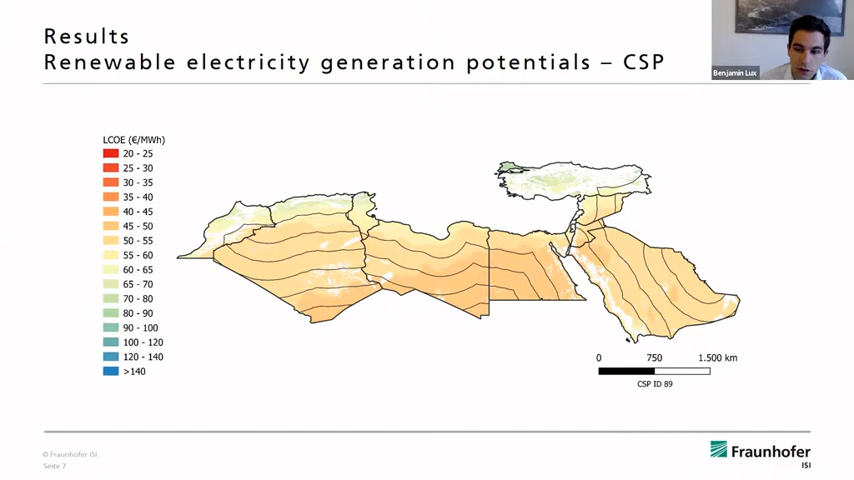 Results
Renewable electricity generation potentials – CSP
Benjamin Lux
LCOE (€/MWh)
20 - 25
25 - 30
30 - 35
35 - 40
40 - 45
45 - 50
50 - 55
55 - 60
60 - 65
65 - 70
70 - 80
80 - 90
90 - 100
100 - 120
120 - 140
>140
0 750 1.500 km
CSP ID 89
© Fraunhofer ISI
Seite 7
Fraunhofer
ISI